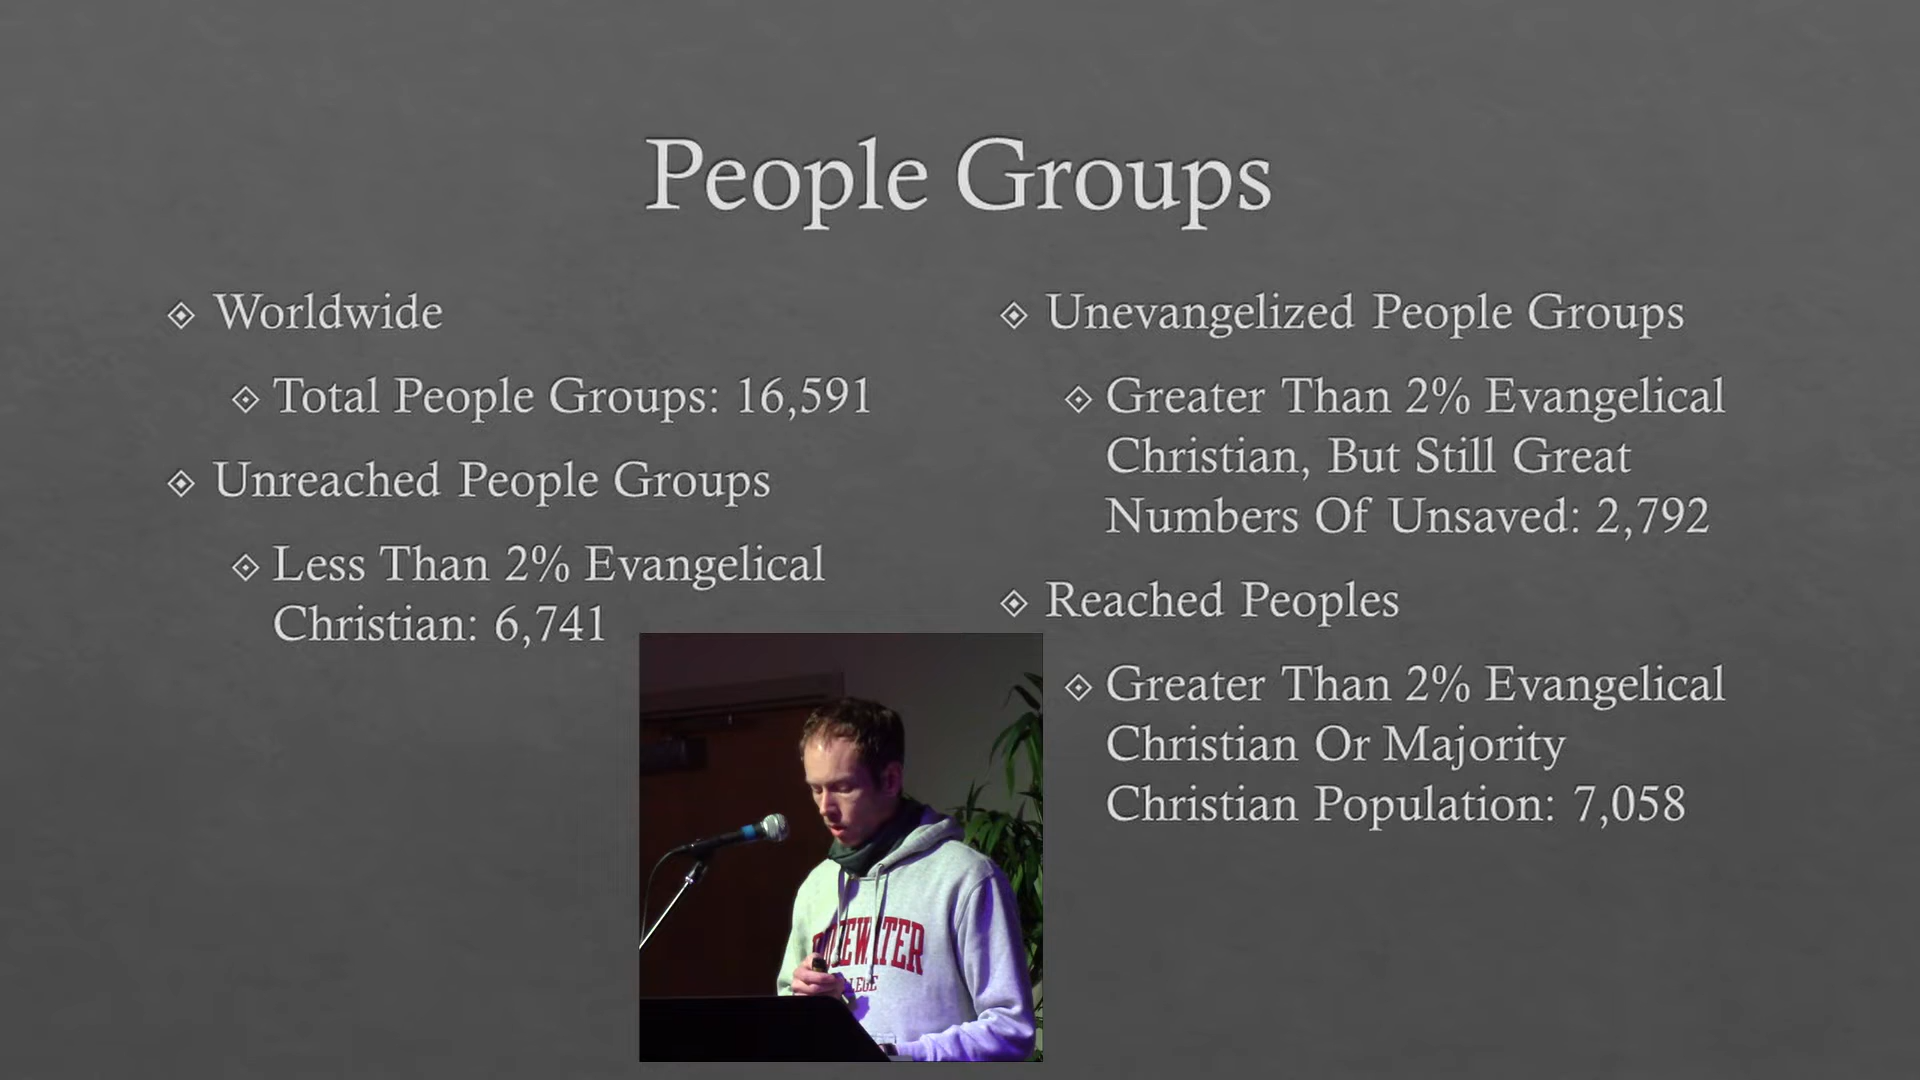 People Groups
Worldwide
Total People Groups: 16,591
Unreached People Groups
Less Than 2% Evangelical
Christian: 6,741
Unevangelized People Groups
Greater Than 2% Evangelical
Christian, But Still Great
Numbers Of Unsaved: 2,792
Reached Peoples
Greater Than 2% Evangelical
Christian Or Majority
Christian Population: 7,058